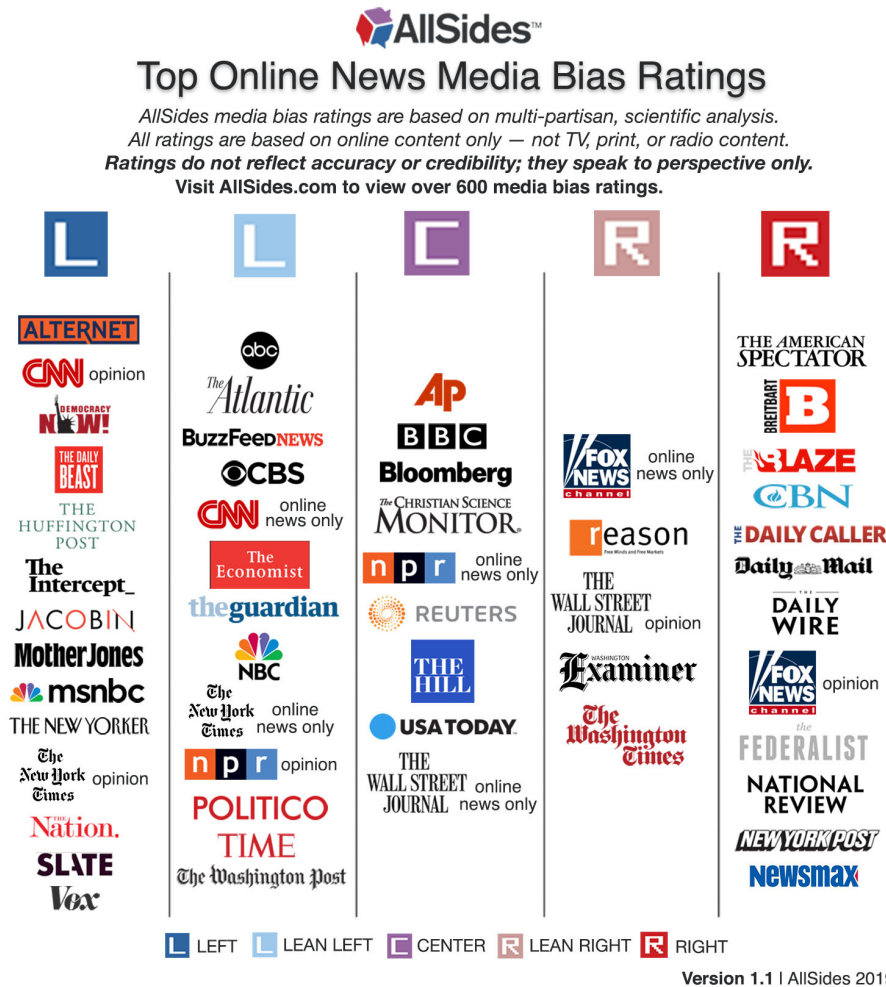 AllSides™
Top Online News Media Bias Ratings
AllSides media bias ratings are based on multi-partisan, scientific analysis.
All ratings are based on online content only — not TV, print, or radio content.
Ratings do not reflect accuracy or credibility; they speak to perspective only.
Visit AllSides.com to view over 600 media bias ratings.
L
ALTERNET
CNN opinion
DEMOCRACY
NOW!
THE DAILY
BEAST
THE
HUFFINGTON
POST
The
Intercept_
JACOBIN
Mother Jones
msnbc
THE NEW YORKER
The
New York
Times
opinion
THE
Nation.
SLATE
Vox
L
abc
The
Atlantic
BuzzFeed NEWS
CBS
CNN
online
news only
The
Economist
theguardian
NBC
The
New York
Times
online
news only
npr opinion
POLITICO
TIME
The Washington Post
C
AP
BBC
Bloomberg
The CHRISTIAN SCIENCE
MONITOR®
npr
online
news only
REUTERS
THE
HILL
USA TODAY
THE
WALL STREET
JOURNAL
online
news only
R
FOX
NEWS
channel
online
news only
reason
Free Minds and Free Markets
THE
WALL STREET
JOURNAL opinion
WASHINGTON
Examiner
The
Washington
Times
R
THE AMERICAN
SPECTATOR
BREITBART
B
THE
BLAZE
CBN
THE DAILY CALLER
Daily Mail
THE
DAILY
WIRE
FOX
NEWS
channel
opinion
the
FEDERALIST
NATIONAL
REVIEW
NEW YORK POST
Newsmax
L LEFT L LEAN LEFT C CENTER R LEAN RIGHT R RIGHT
Version 1.1 | AllSides 2019